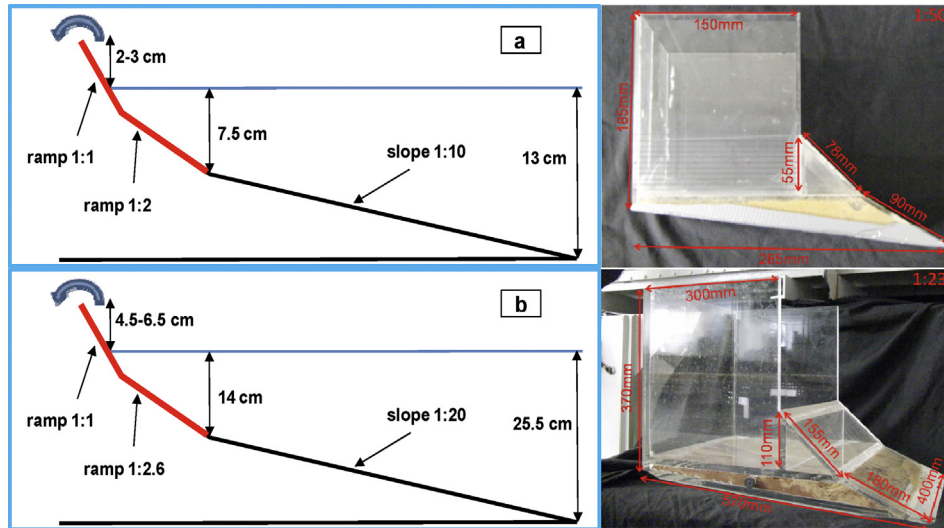 a
2-3 cm
ramp 1:1
7.5 cm
13 cm
ramp 1:2
slope 1:10
1:50
150mm
185mm
55mm
78mm
90mm
265mm
b
4.5-6.5 cm
ramp 1:1
14 cm
25.5 cm
ramp 1:2.6
slope 1:20
1:23
300mm
370mm
110mm
155mm
180mm
400mm